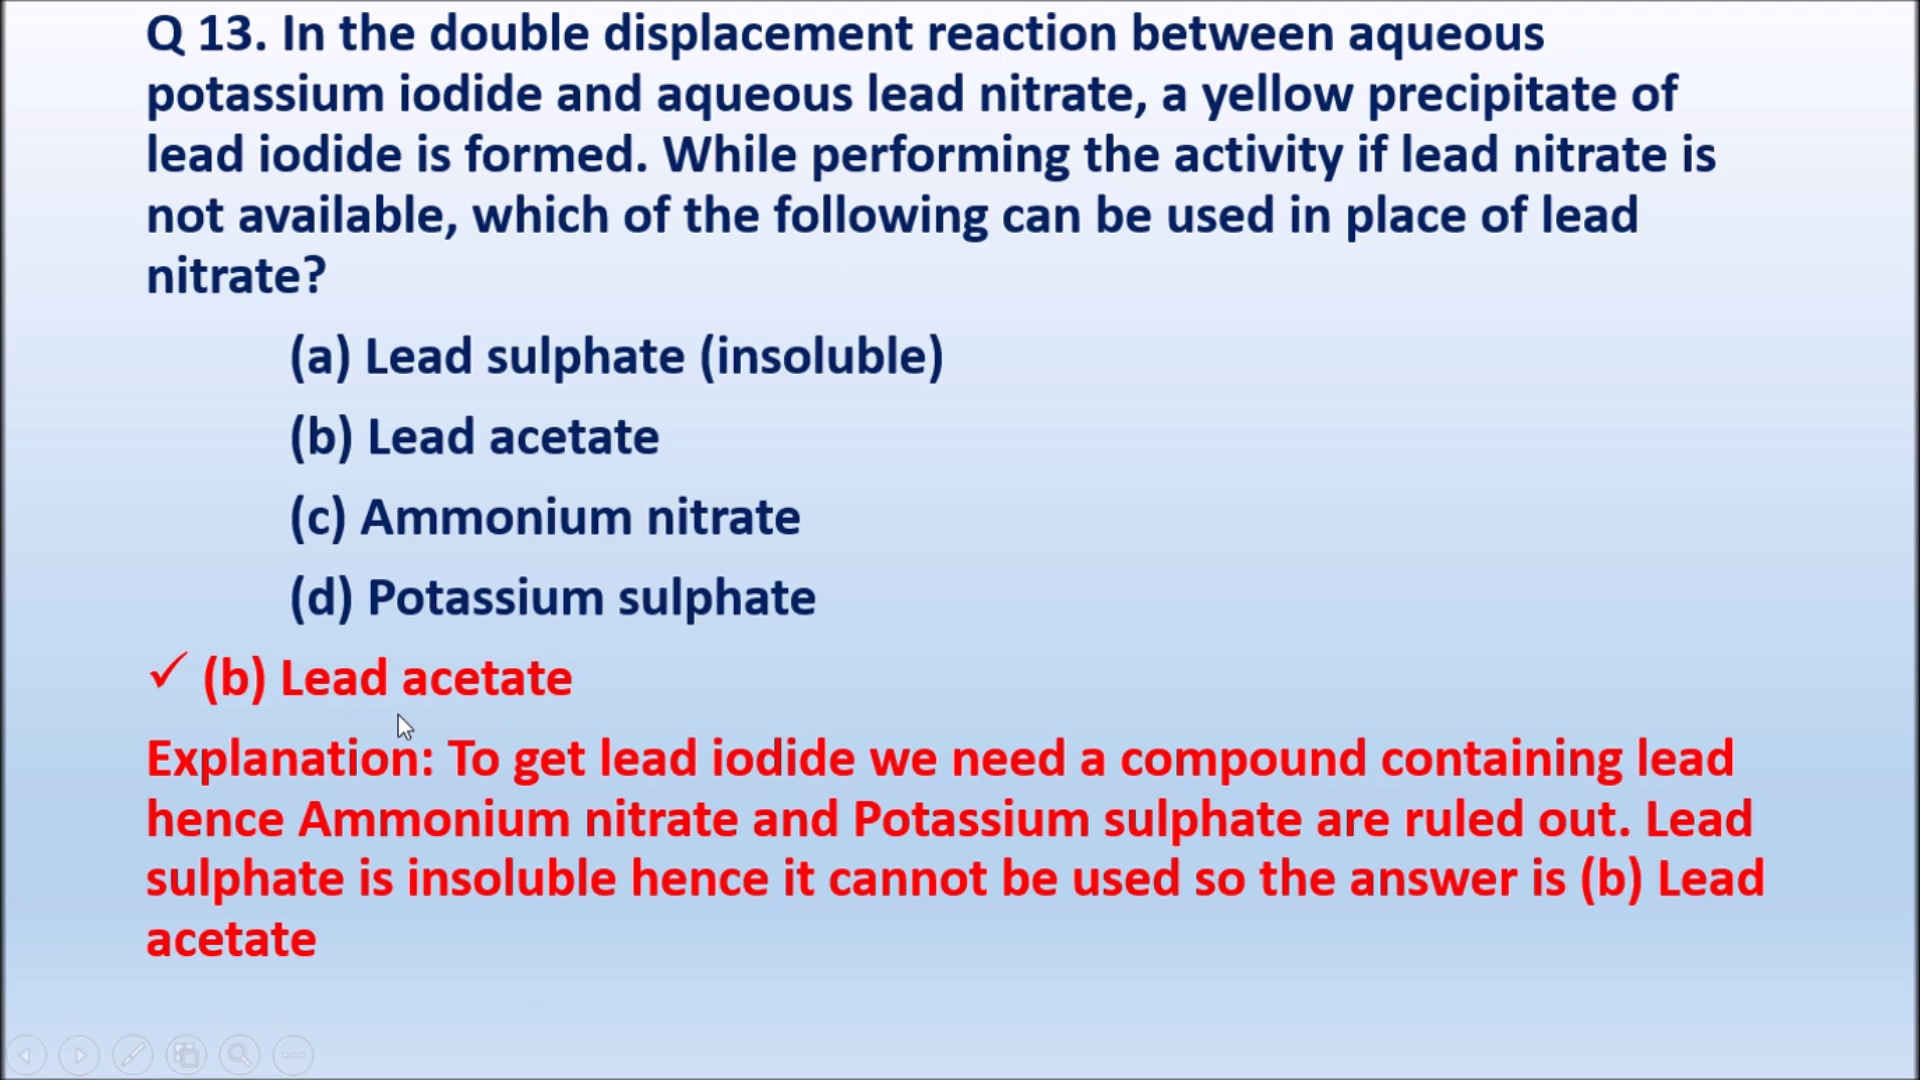 Q 13. In the double displacement reaction between aqueous
potassium iodide and aqueous lead nitrate, a yellow precipitate of
lead iodide is formed. While performing the activity if lead nitrate is
not available, which of the following can be used in place of lead
nitrate?
(a) Lead sulphate (insoluble)
(b) Lead acetate
(c) Ammonium nitrate
(d) Potassium sulphate
✓ (b) Lead acetate
Explanation: To get lead iodide we need a compound containing lead
hence Ammonium nitrate and Potassium sulphate are ruled out. Lead
sulphate is insoluble hence it cannot be used so the answer is (b) Lead
acetate